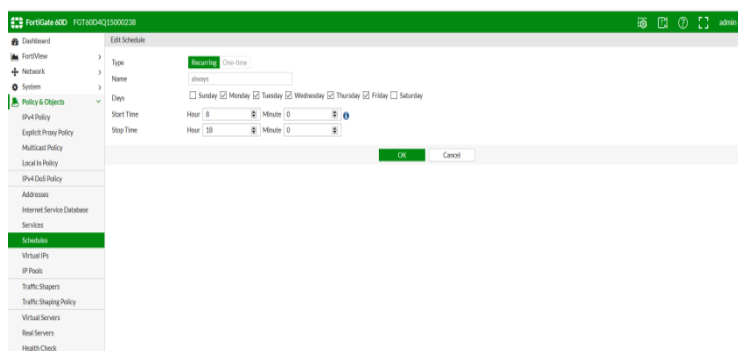 FortiGate 60D FGT60D4Q15000238 admin
Dashboard
FortiView
Network
System
Policy & Objects
IPv4 Policy
Explicit Proxy Policy
Multicast Policy
Local In Policy
IPv4 DoS Policy
Addresses
Internet Service Database
Services
Schedules
Virtual IPs
IP Pools
Traffic Shapers
Traffic Shaping Policy
Virtual Servers
Real Servers
Health Check
Edit Schedule
Type Recurring One-time
Name always
Days Sunday Monday Tuesday Wednesday Thursday Friday Saturday
Start Time Hour 8 Minute 0
Stop Time Hour 18 Minute 0
OK Cancel